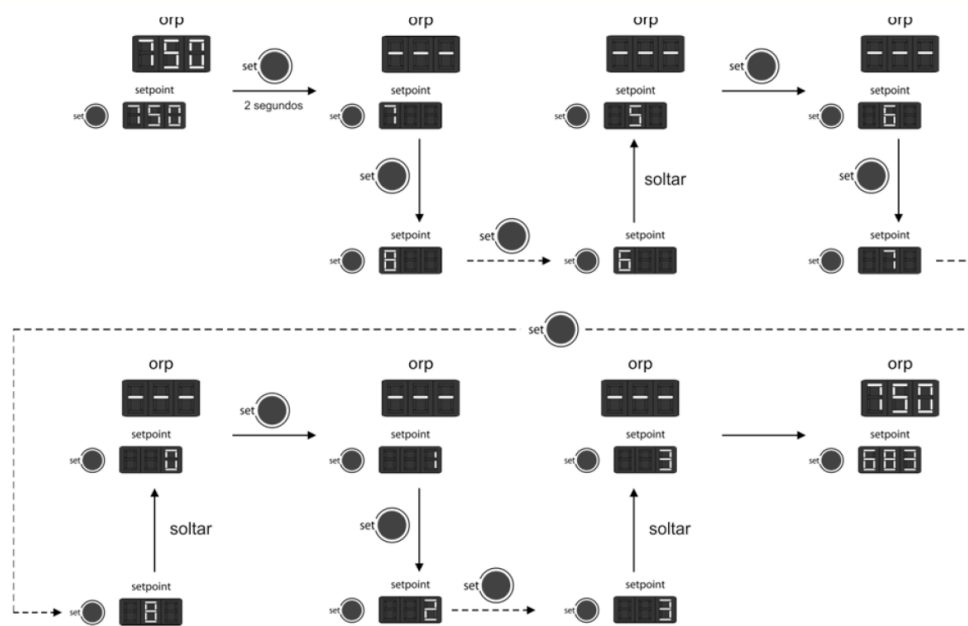 orp orp orp orp
750 set --- --- set ---
setpoint 2 segundos setpoint setpoint setpoint
set 750 set 7 set 5 set 6
set soltar set
setpoint set setpoint setpoint
set 8 set 6 set 7
set
orp orp orp orp
--- set --- --- 750
setpoint setpoint setpoint setpoint
set 0 set 1 set 3 set 683
soltar set soltar
setpoint setpoint set setpoint
set 8 set 2 set 3